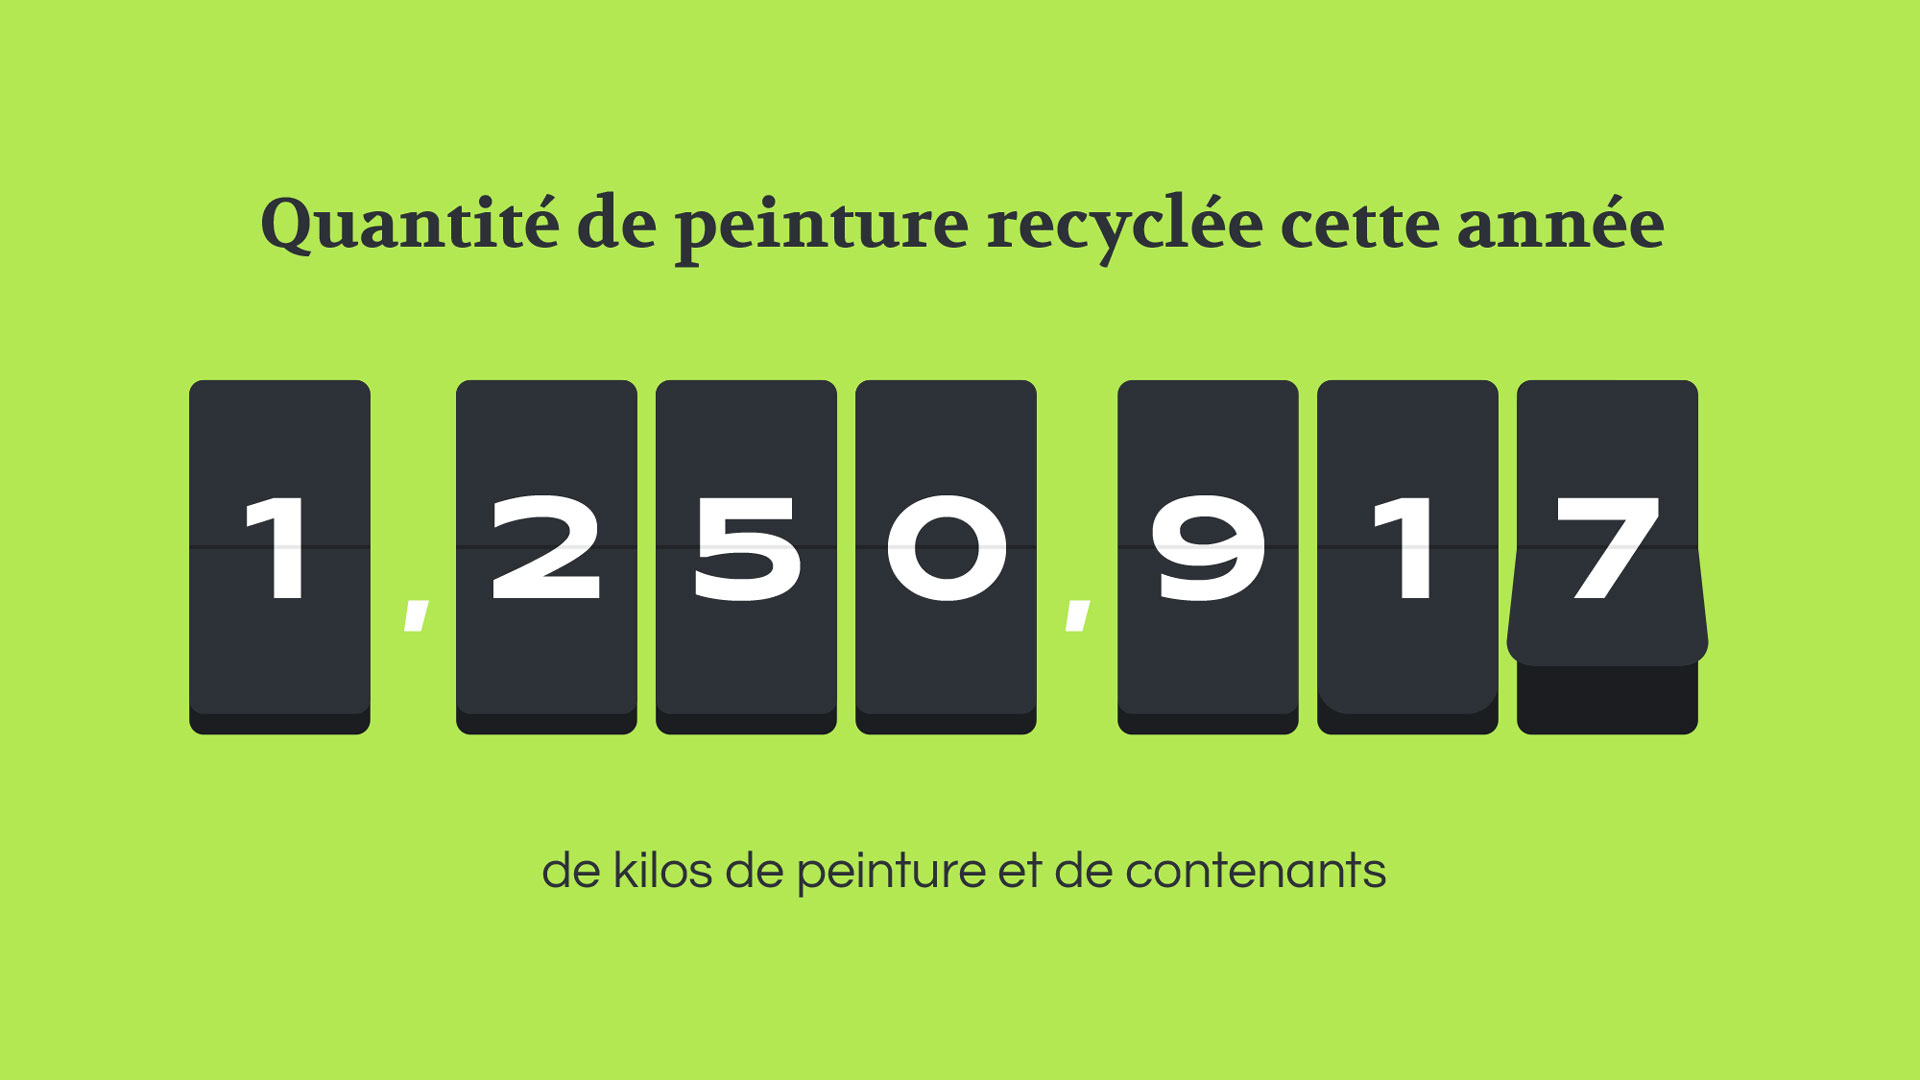 Quantité de peinture recyclée cette année
1,250,917
de kilos de peinture et de contenants